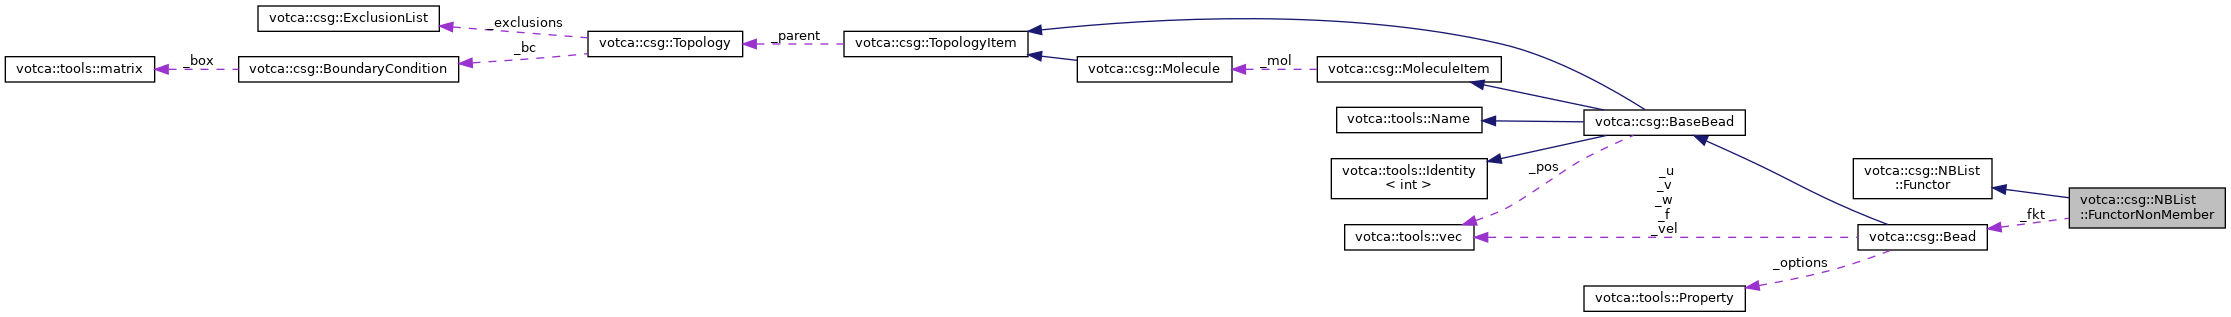 votca::csg::ExclusionList
_exclusions
votca::csg::Topology
_parent
votca::csg::TopologyItem
_bc
votca::tools::matrix
_box
votca::csg::BoundaryCondition
votca::csg::Molecule
_mol
votca::csg::MoleculeItem
votca::tools::Name
votca::csg::BaseBead
votca::tools::Identity
< int >
_pos
_u
_v
_w
_f
_vel
votca::csg::NBList
::Functor
votca::csg::NBList
::FunctorNonMember
_fkt
votca::tools::vec
votca::csg::Bead
_options
votca::tools::Property